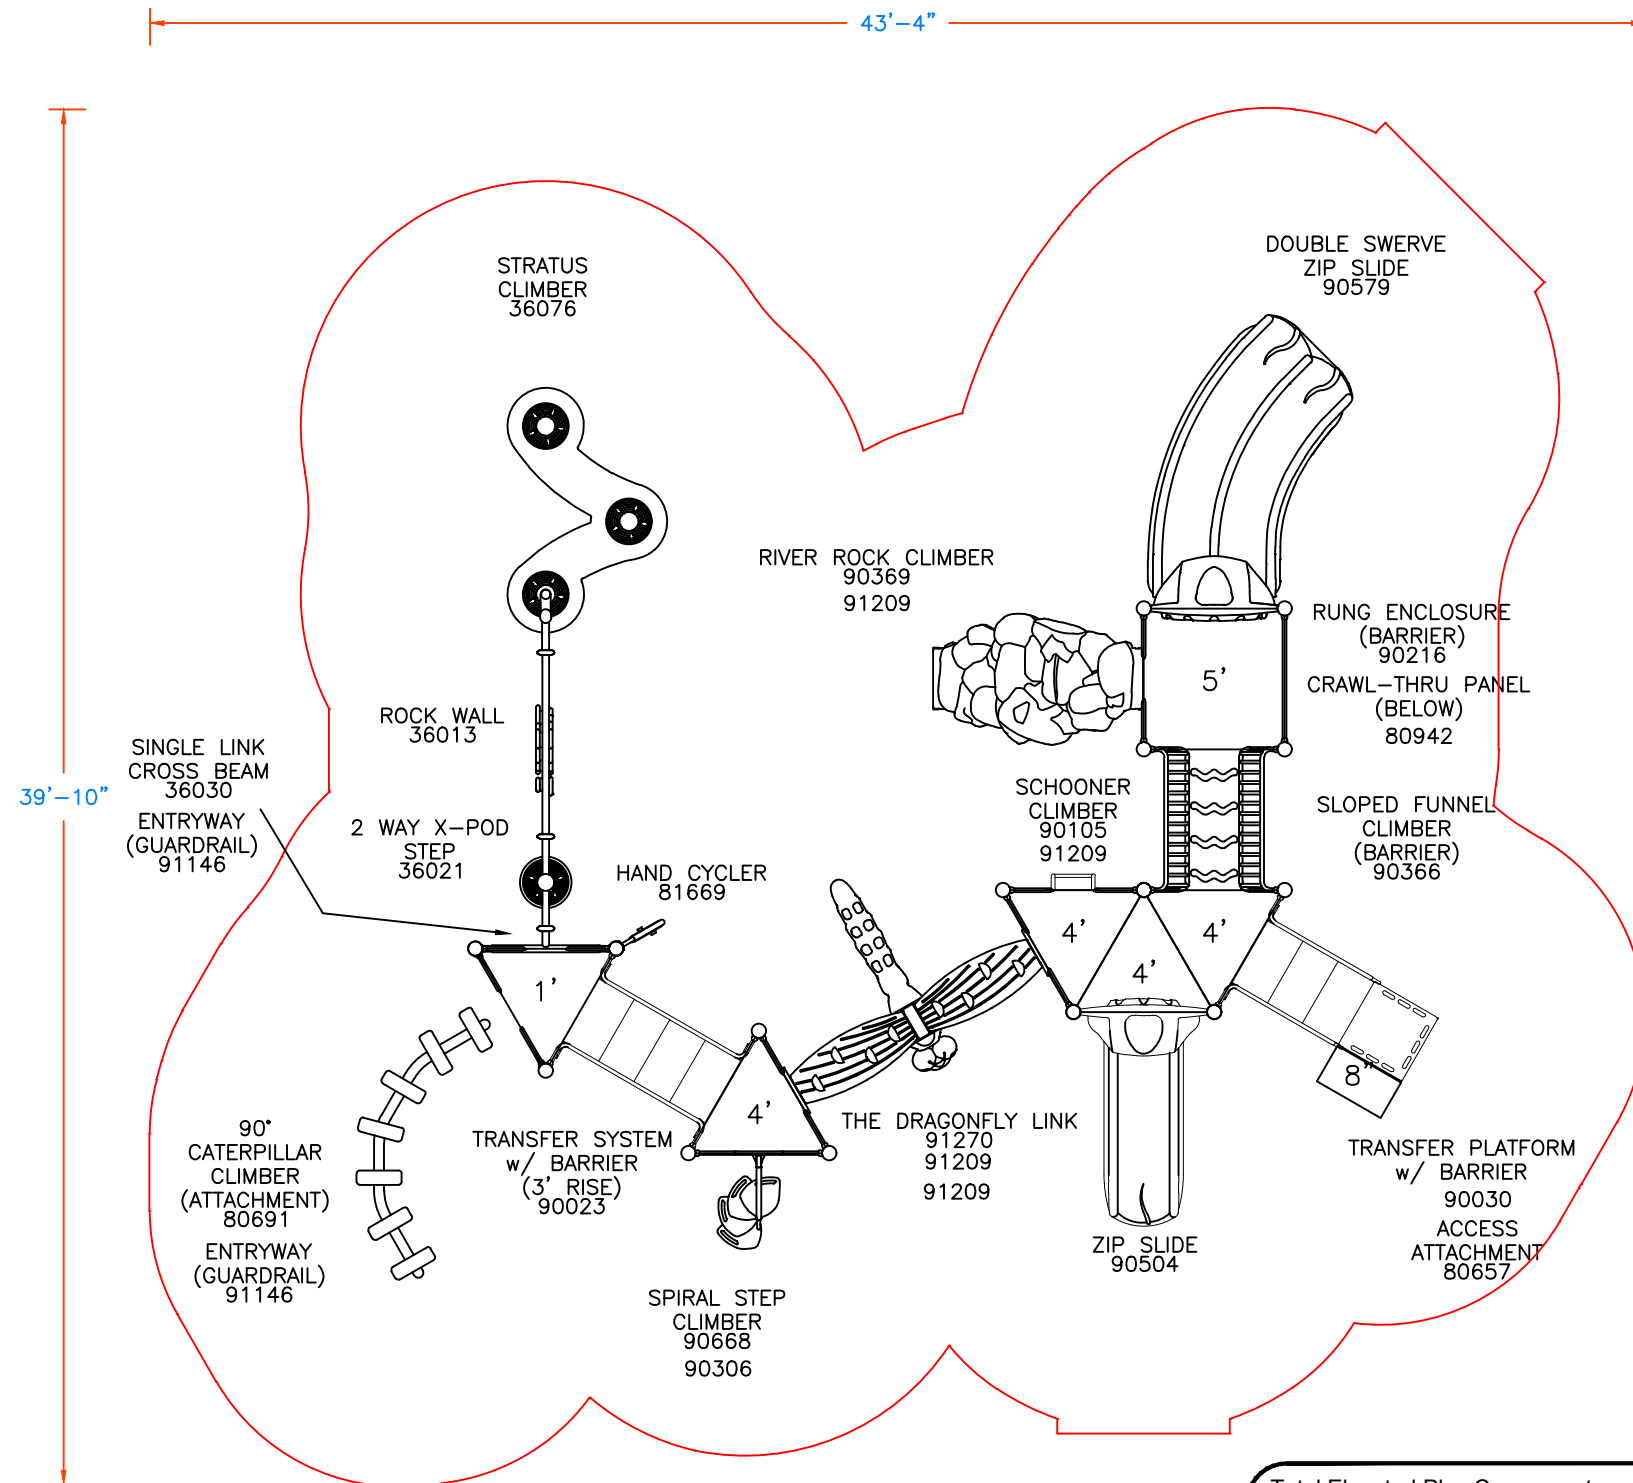 43'-4"
DOUBLE SWERVE
ZIP SLIDE
90579
STRATUS
CLIMBER
36076
RIVER ROCK CLIMBER
90369
91209
RUNG ENCLOSURE
(BARRIER)
90216
CRAWL-THRU PANEL
(BELOW)
80942
5'
ROCK WALL
36013
SINGLE LINK
CROSS BEAM
36030
ENTRYWAY
(GUARDRAIL)
91146
39'-10"
2 WAY X-POD
STEP
36021
HAND CYCLER
81669
SCHOONER
CLIMBER
90105
91209
SLOPED FUNNEL
CLIMBER
(BARRIER)
90366
4'
4'
4'
1'
8"
4'
90°
CATERPILLAR
CLIMBER
(ATTACHMENT)
80691
ENTRYWAY
(GUARDRAIL)
91146
TRANSFER SYSTEM
w/ BARRIER
(3' RISE)
90023
THE DRAGONFLY LINK
91270
91209
91209
TRANSFER PLATFORM
w/ BARRIER
90030
ACCESS
ATTACHMENT
80657
ZIP SLIDE
90504
SPIRAL STEP
CLIMBER
90668
90306